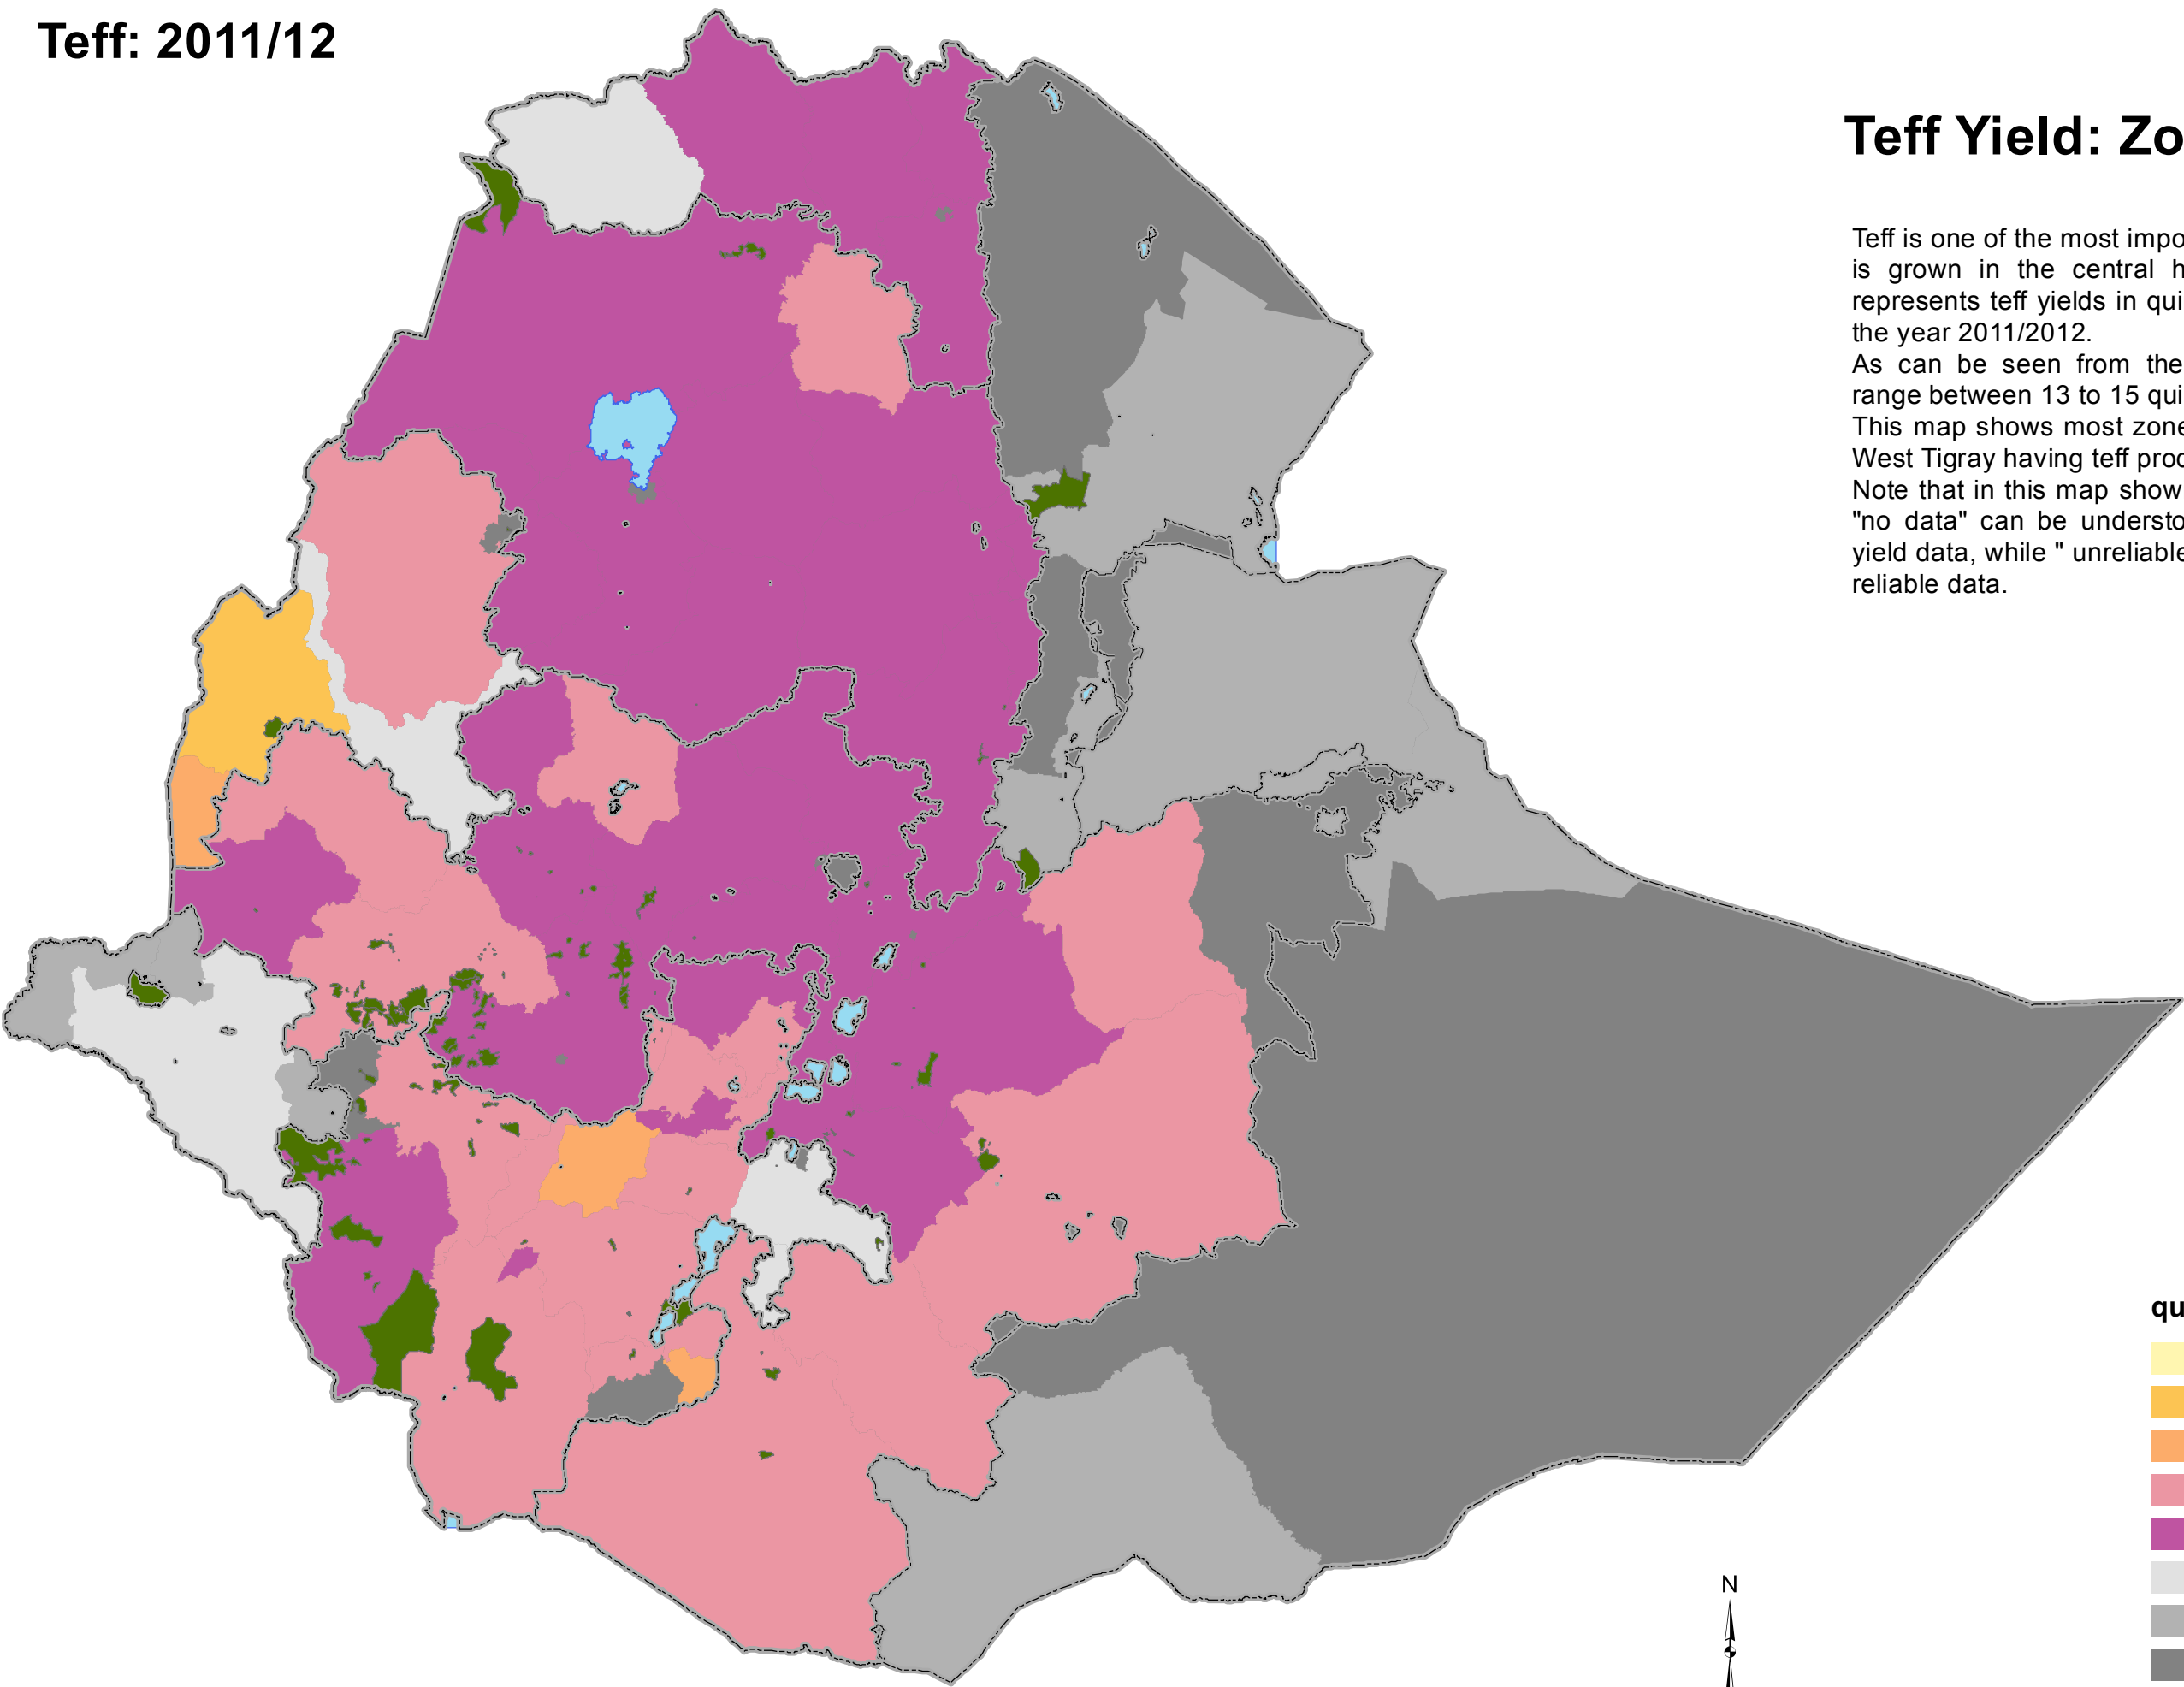 Teff: 2011/12
Teff Yield: Zo
Teff is one of the most impo
is grown in the central h
represents teff yields in qui
the year 2011/2012.
As can be seen from the
range between 13 to 15 qui
This map shows most zone
West Tigray having teff prod
Note that in this map show
"no data" can be understo
yield data, while " unreliable
reliable data.
qu
N